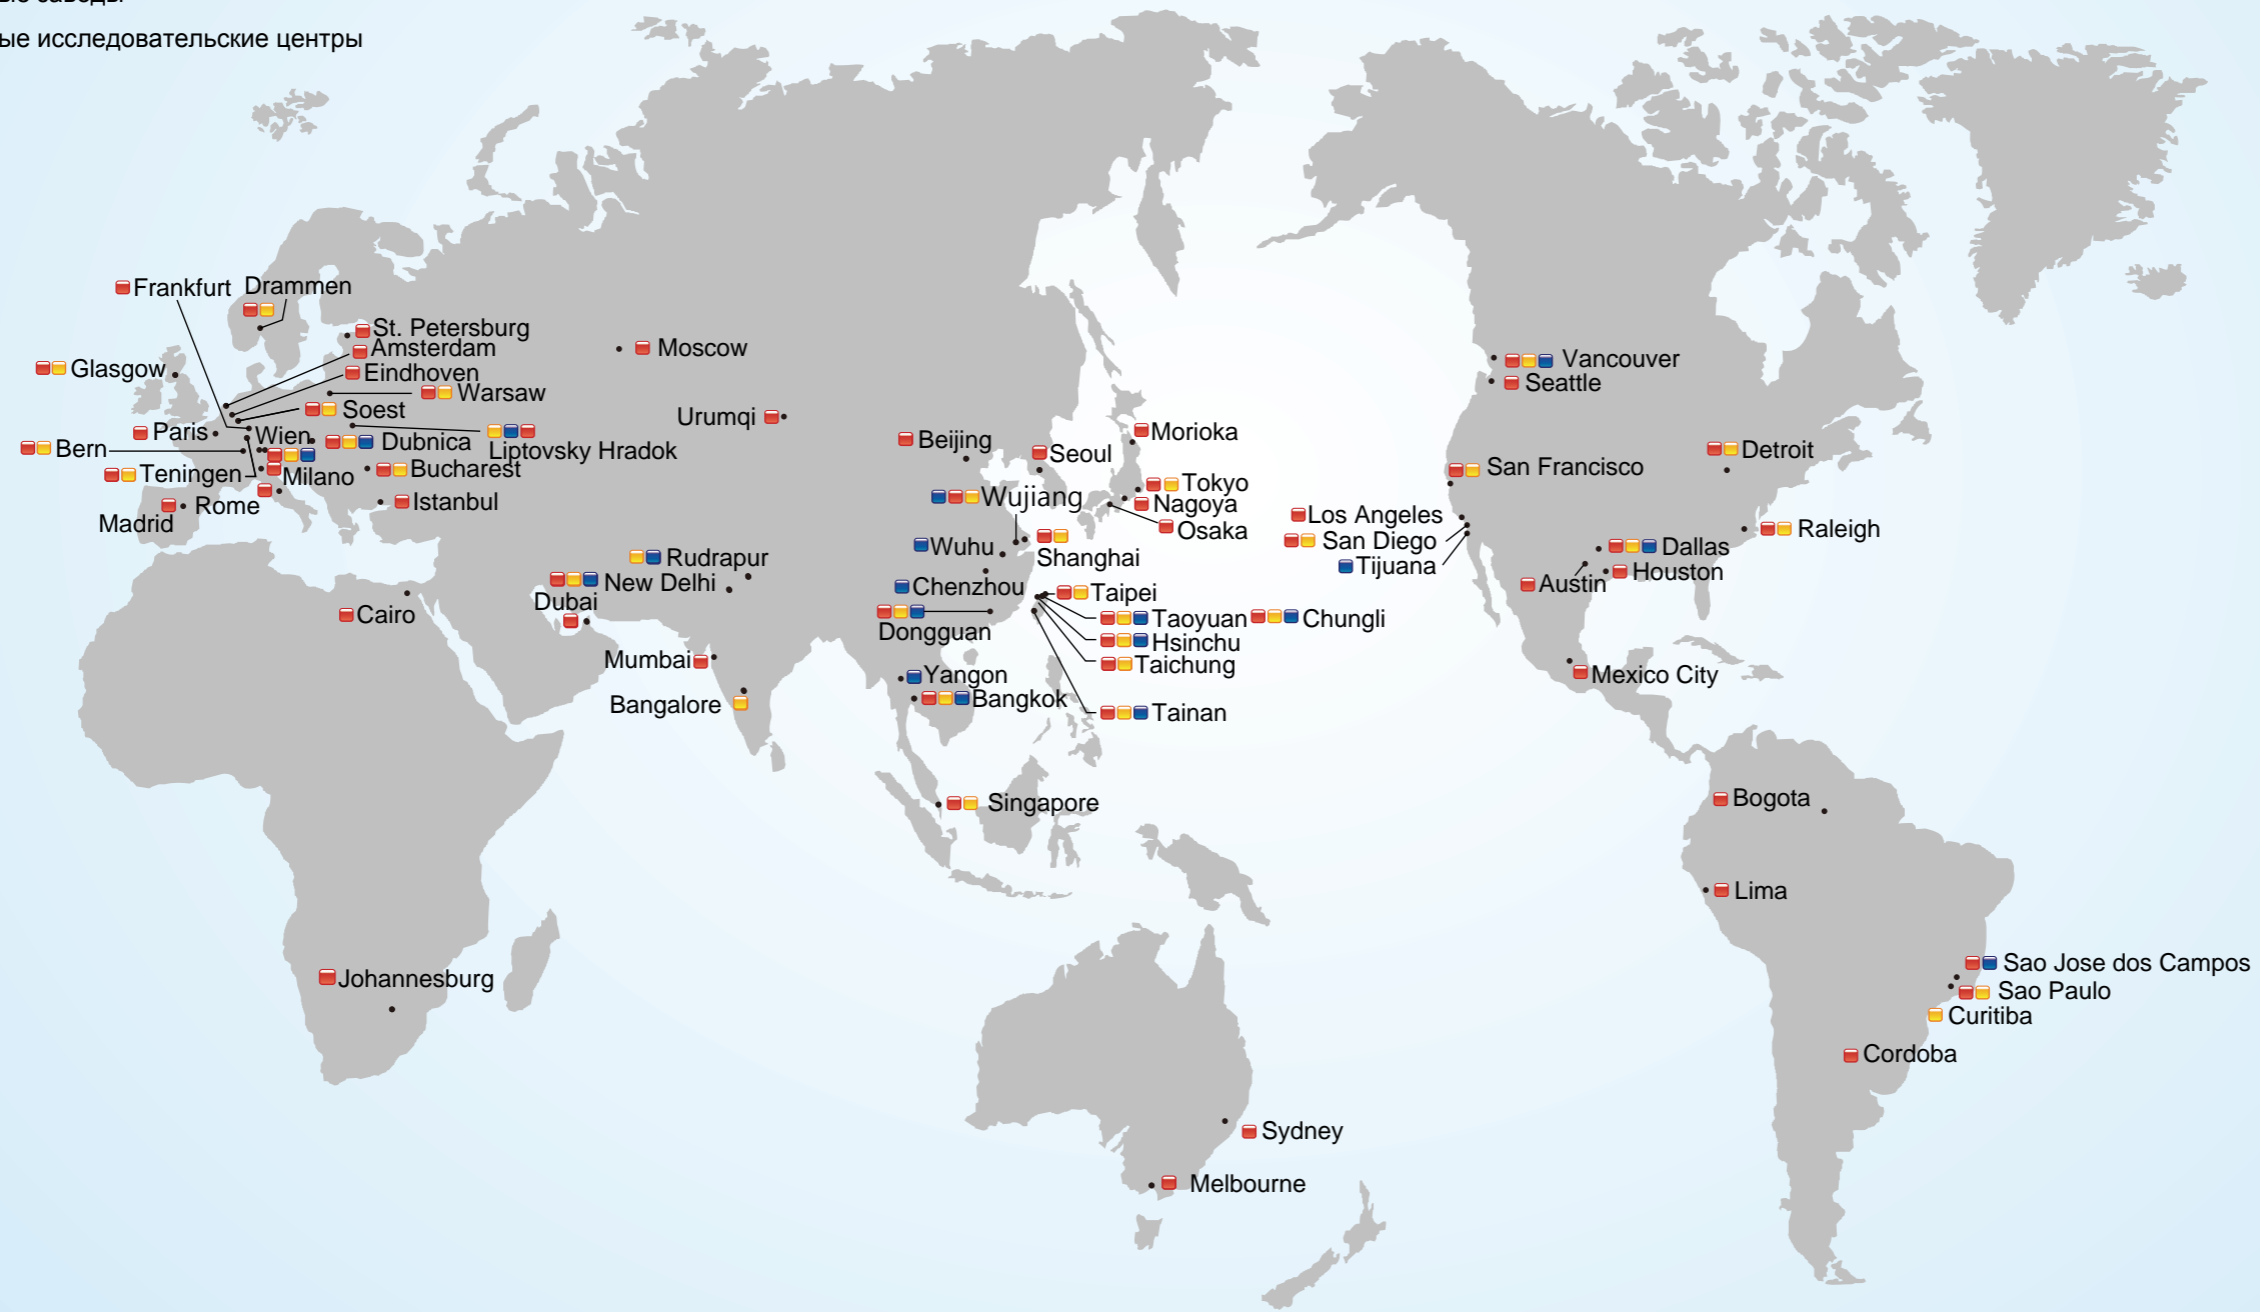 ые исследовательские центры
Frankfurt
Drammen
St. Petersburg
Amsterdam
Eindhoven
Moscow
Glasgow
Warsaw
Soest
Urumqi
Paris
Wien
Dubnica
Liptovsky Hradok
Bern
Teningen
Milano
Bucharest
Madrid
Rome
Istanbul
Beijing
Seoul
Morioka
Tokyo
Nagoya
Osaka
Wujiang
Shanghai
Wuhu
Chenzhou
Rudrapur
New Delhi
Dubai
Cairo
Dongguan
Taipei
Taoyuan
Chungli
Hsinchu
Taichung
Tainan
Mumbai
Bangalore
Yangon
Bangkok
Singapore
Johannesburg
Sydney
Melbourne
Vancouver
Seattle
San Francisco
Detroit
Los Angeles
San Diego
Tijuana
Raleigh
Dallas
Houston
Austin
Mexico City
Bogota
Lima
Sao Jose dos Campos
Sao Paulo
Curitiba
Cordoba